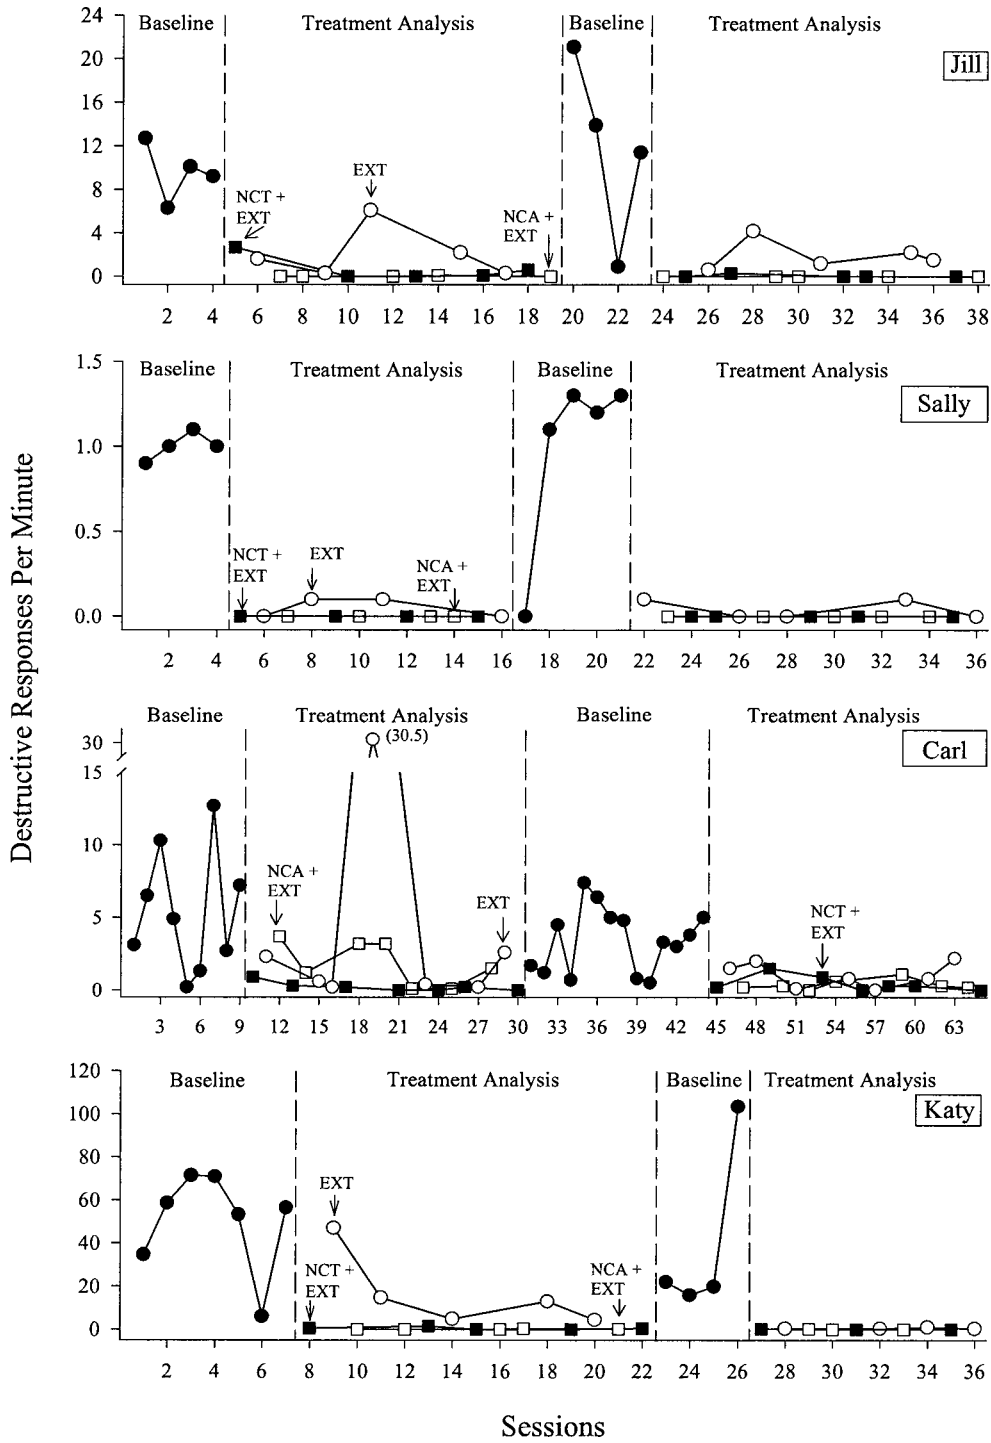 Destructive Responses Per Minute
Baseline Treatment Analysis Baseline Treatment Analysis
Jill
24
20
16
12
8
4
0
NCT +
EXT
EXT
NCA +
EXT
2 4 6 8 10 12 14 16 18 20 22 24 26 28 30 32 34 36 38
Baseline Treatment Analysis Baseline Treatment Analysis
Sally
1.5
1.0
0.5
0.0
NCT +
EXT
EXT
NCA +
EXT
2 4 6 8 10 12 14 16 18 20 22 24 26 28 30 32 34 36
Baseline Treatment Analysis Baseline Treatment Analysis
Carl
30
15
10
5
0
(30.5)
NCA +
EXT
EXT
NCT +
EXT
3 6 9 12 15 18 21 24 27 30 33 36 39 42 45 48 51 54 57 60 63
Baseline Treatment Analysis Baseline Treatment Analysis
Katy
120
100
80
60
40
20
0
EXT
NCT +
EXT
NCA +
EXT
2 4 6 8 10 12 14 16 18 20 22 24 26 28 30 32 34 36
Sessions